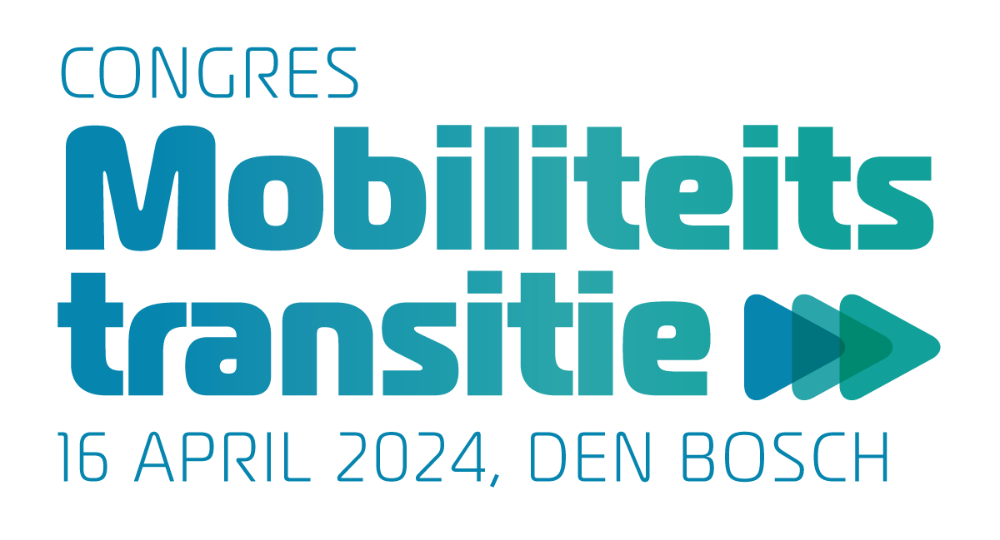 CONGRES
Mobiliteits
transitie
16 APRIL 2024, DEN BOSCH